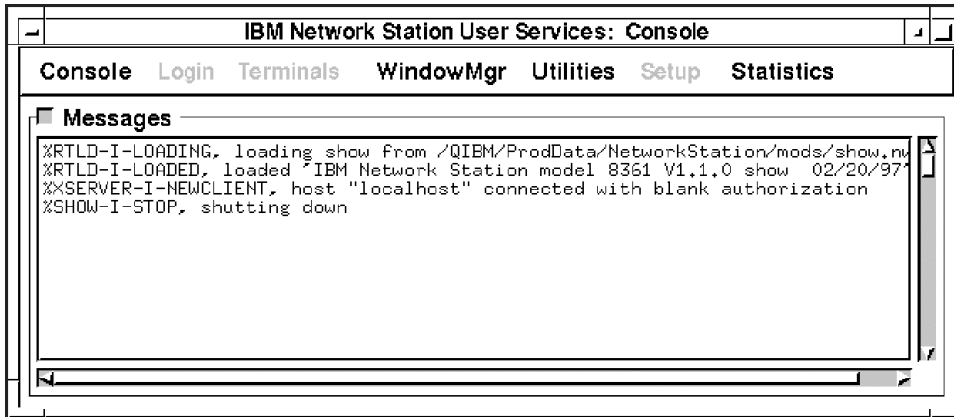 IBM Network Station User Services: Console
Console Login Terminals WindowMgr Utilities Setup Statistics
Messages
%RTLD-I-LOADING, loading show from /QIBM/ProdData/NetworkStation/mods/show.nw
%RTLD-I-LOADED, loaded 'IBM Network Station model 8361 V1.1.0 show 02/20/97'
%XSERVER-I-NEWCLIENT, host "localhost" connected with blank authorization
%SHOW-I-STOP, shutting down